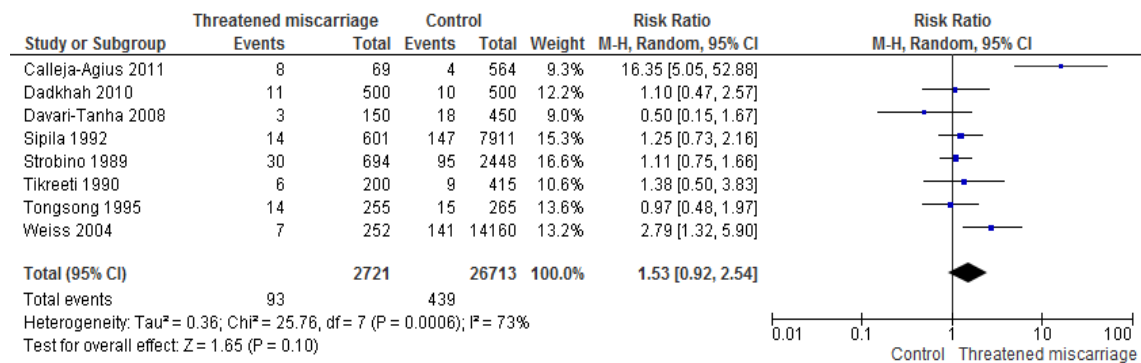 Threatened miscarriage Control Risk Ratio Risk Ratio
Study or Subgroup Events Total Events Total Weight M-H, Random, 95% CI M-H, Random, 95% CI
Calleja-Agius 2011 8 69 4 564 9.3% 16.35 [5.05, 52.88]
Dadkhah 2010 11 500 10 500 12.2% 1.10 [0.47, 2.57]
Davari-Tanha 2008 3 150 18 450 9.0% 0.50 [0.15, 1.67]
Sipila 1992 14 601 147 7911 15.3% 1.25 [0.73, 2.16]
Strobino 1989 30 694 95 2448 16.6% 1.11 [0.75, 1.66]
Tikreeti 1990 6 200 9 415 10.6% 1.38 [0.50, 3.83]
Tongsong 1995 14 255 15 265 13.6% 0.97 [0.48, 1.97]
Weiss 2004 7 252 141 14160 13.2% 2.79 [1.32, 5.90]
Total (95% CI) 2721 26713 100.0% 1.53 [0.92, 2.54]
Total events 93 439
Heterogeneity: Tau² = 0.36; Chi² = 25.76, df = 7 (P = 0.0006); I² = 73%
Test for overall effect: Z = 1.65 (P = 0.10)
0.01 0.1 1 10 100
Control Threatened miscarriage